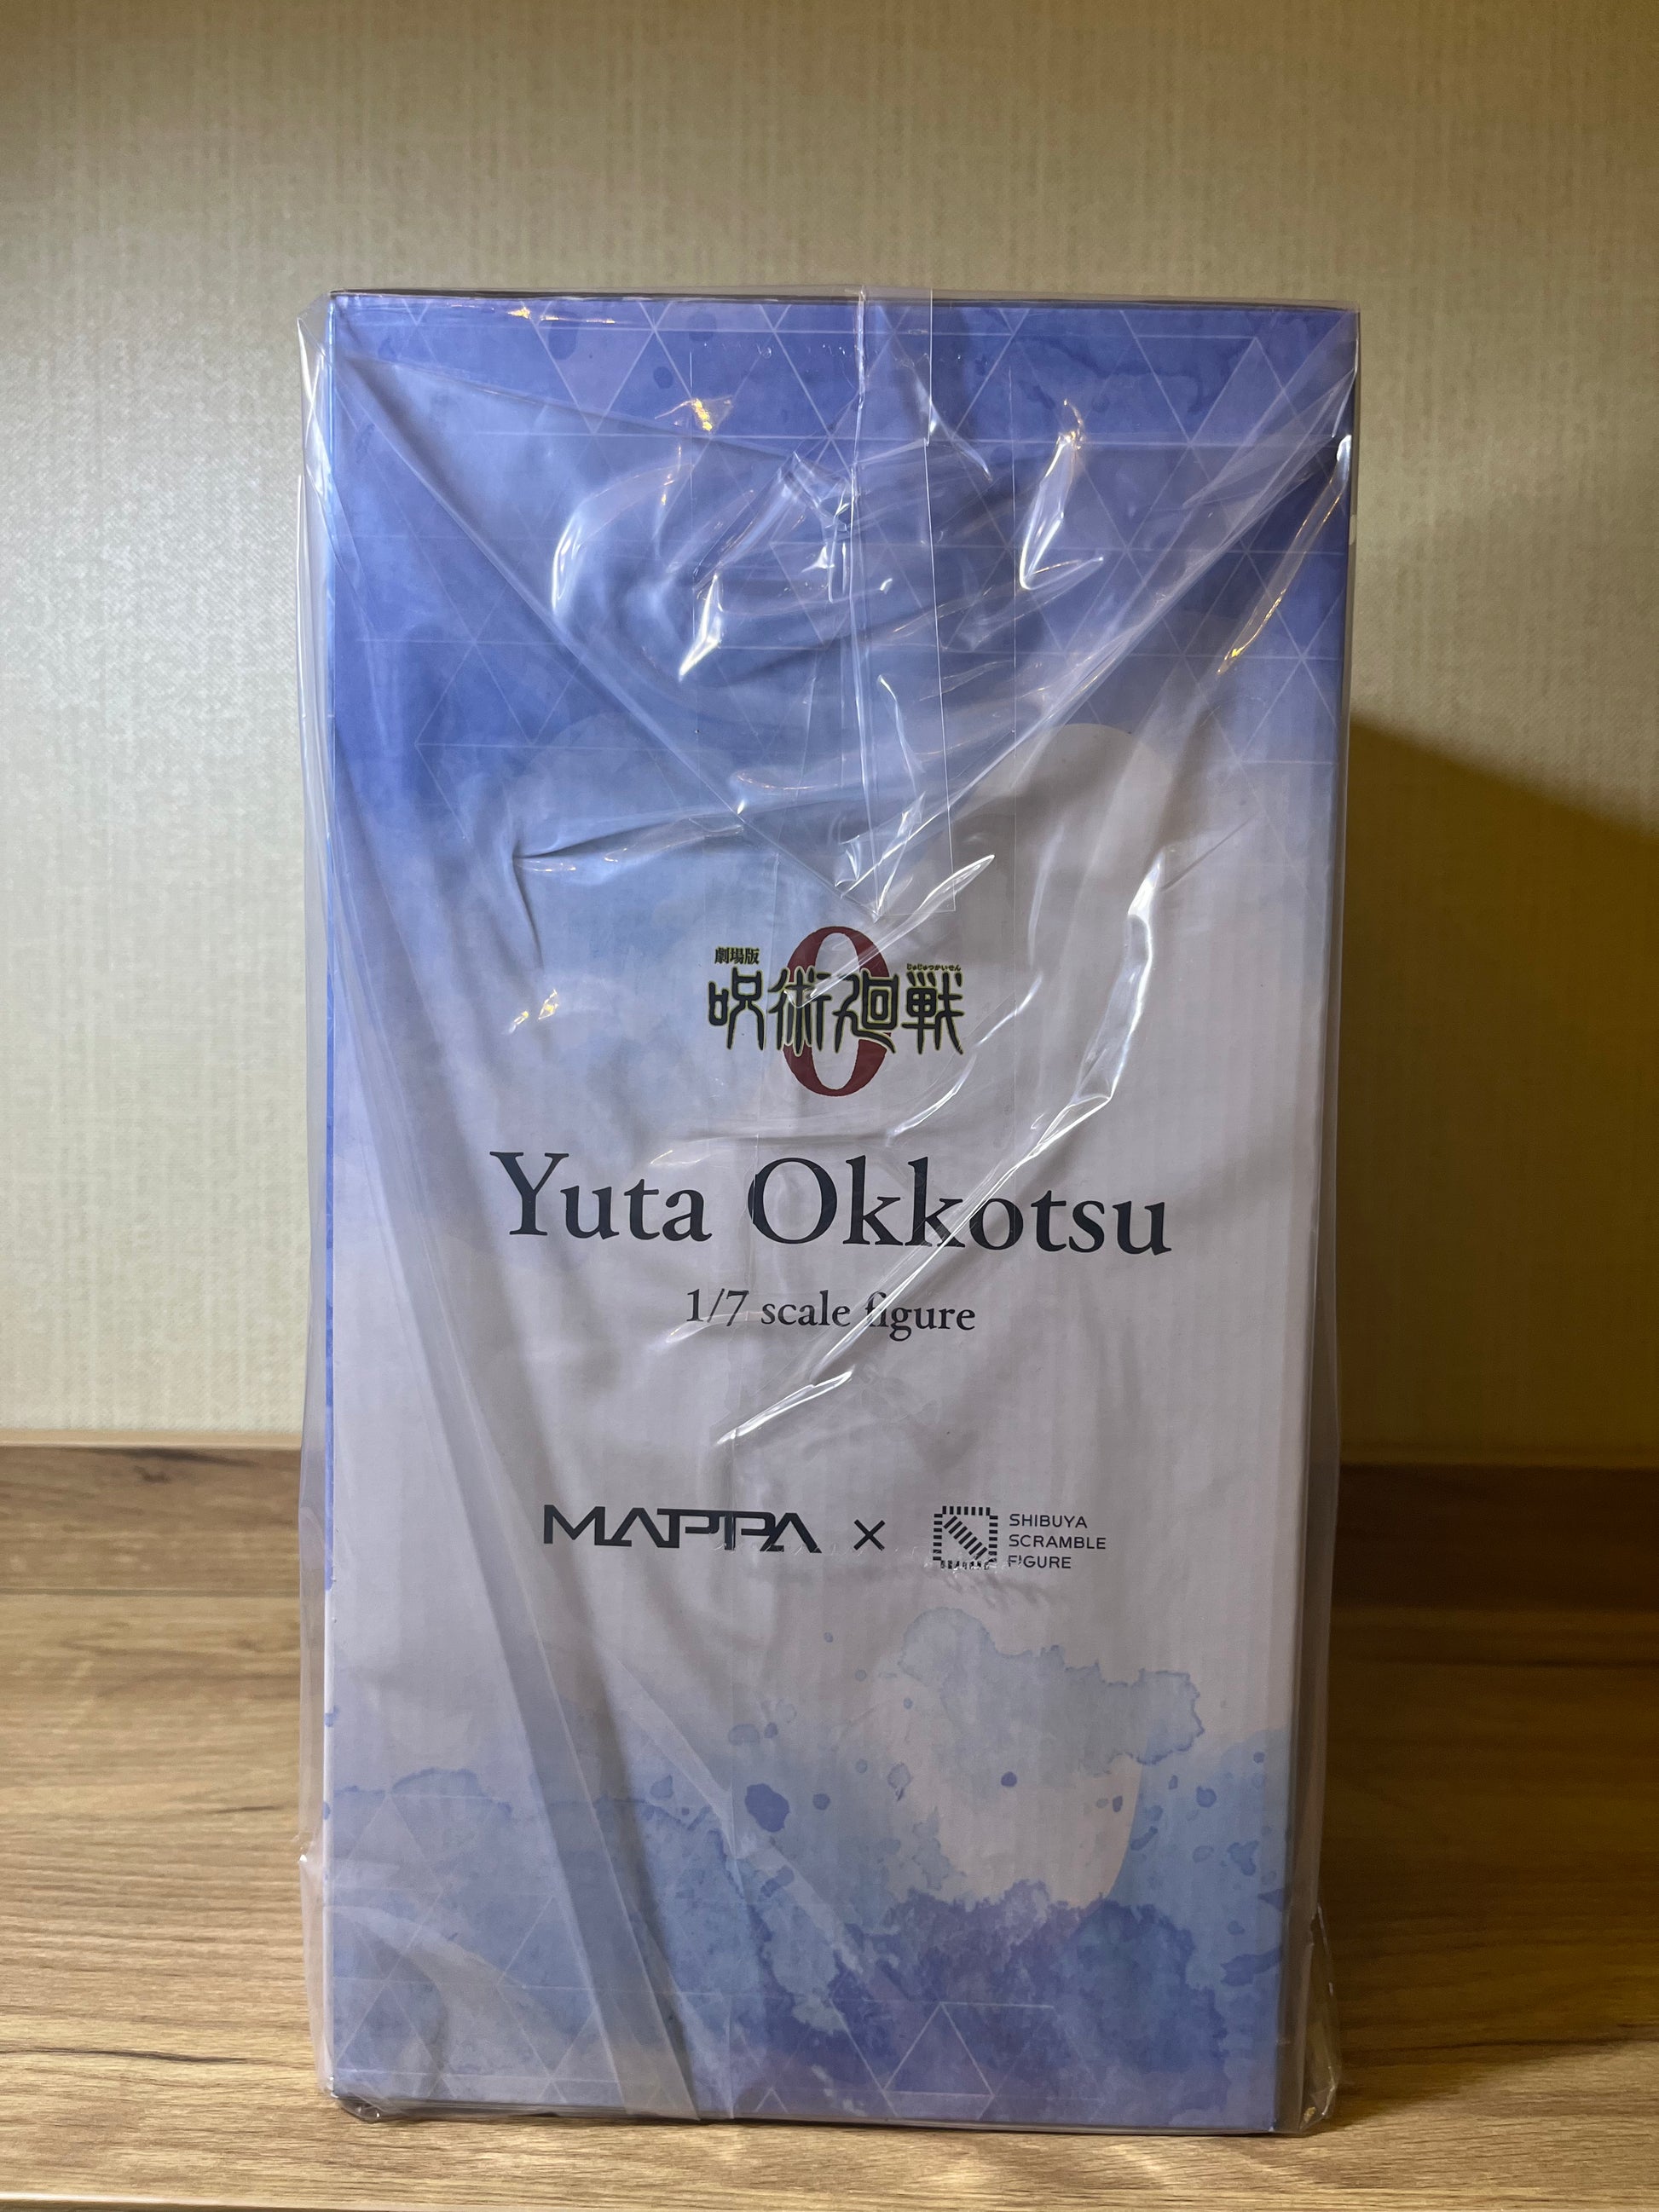 劇場版
じゅじゅつかいせん
呪術廻戦
0
Yuta Okkotsu
1/7 scale figure
MAPPA × SHIBUYA
SCRAMBLE
FIGURE